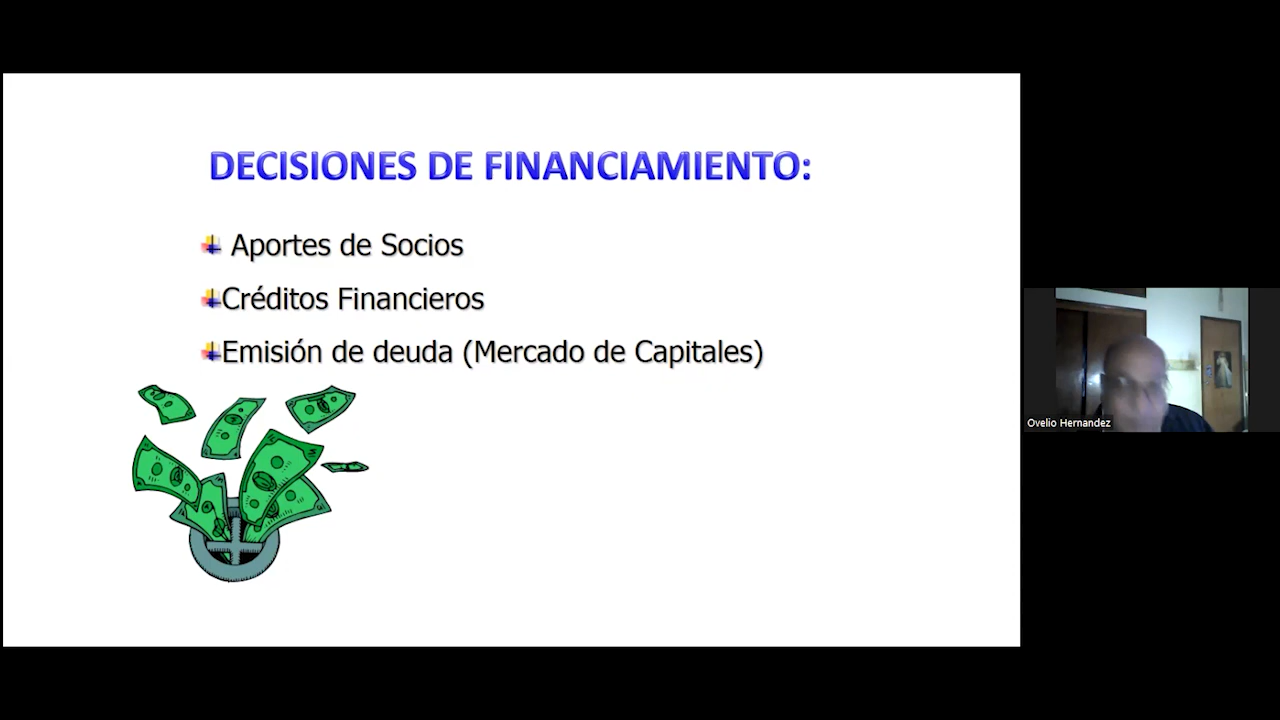 DECISIONES DE FINANCIAMIENTO:
Aportes de Socios
Créditos Financieros
Emisión de deuda (Mercado de Capitales)
Ovelio Hernandez